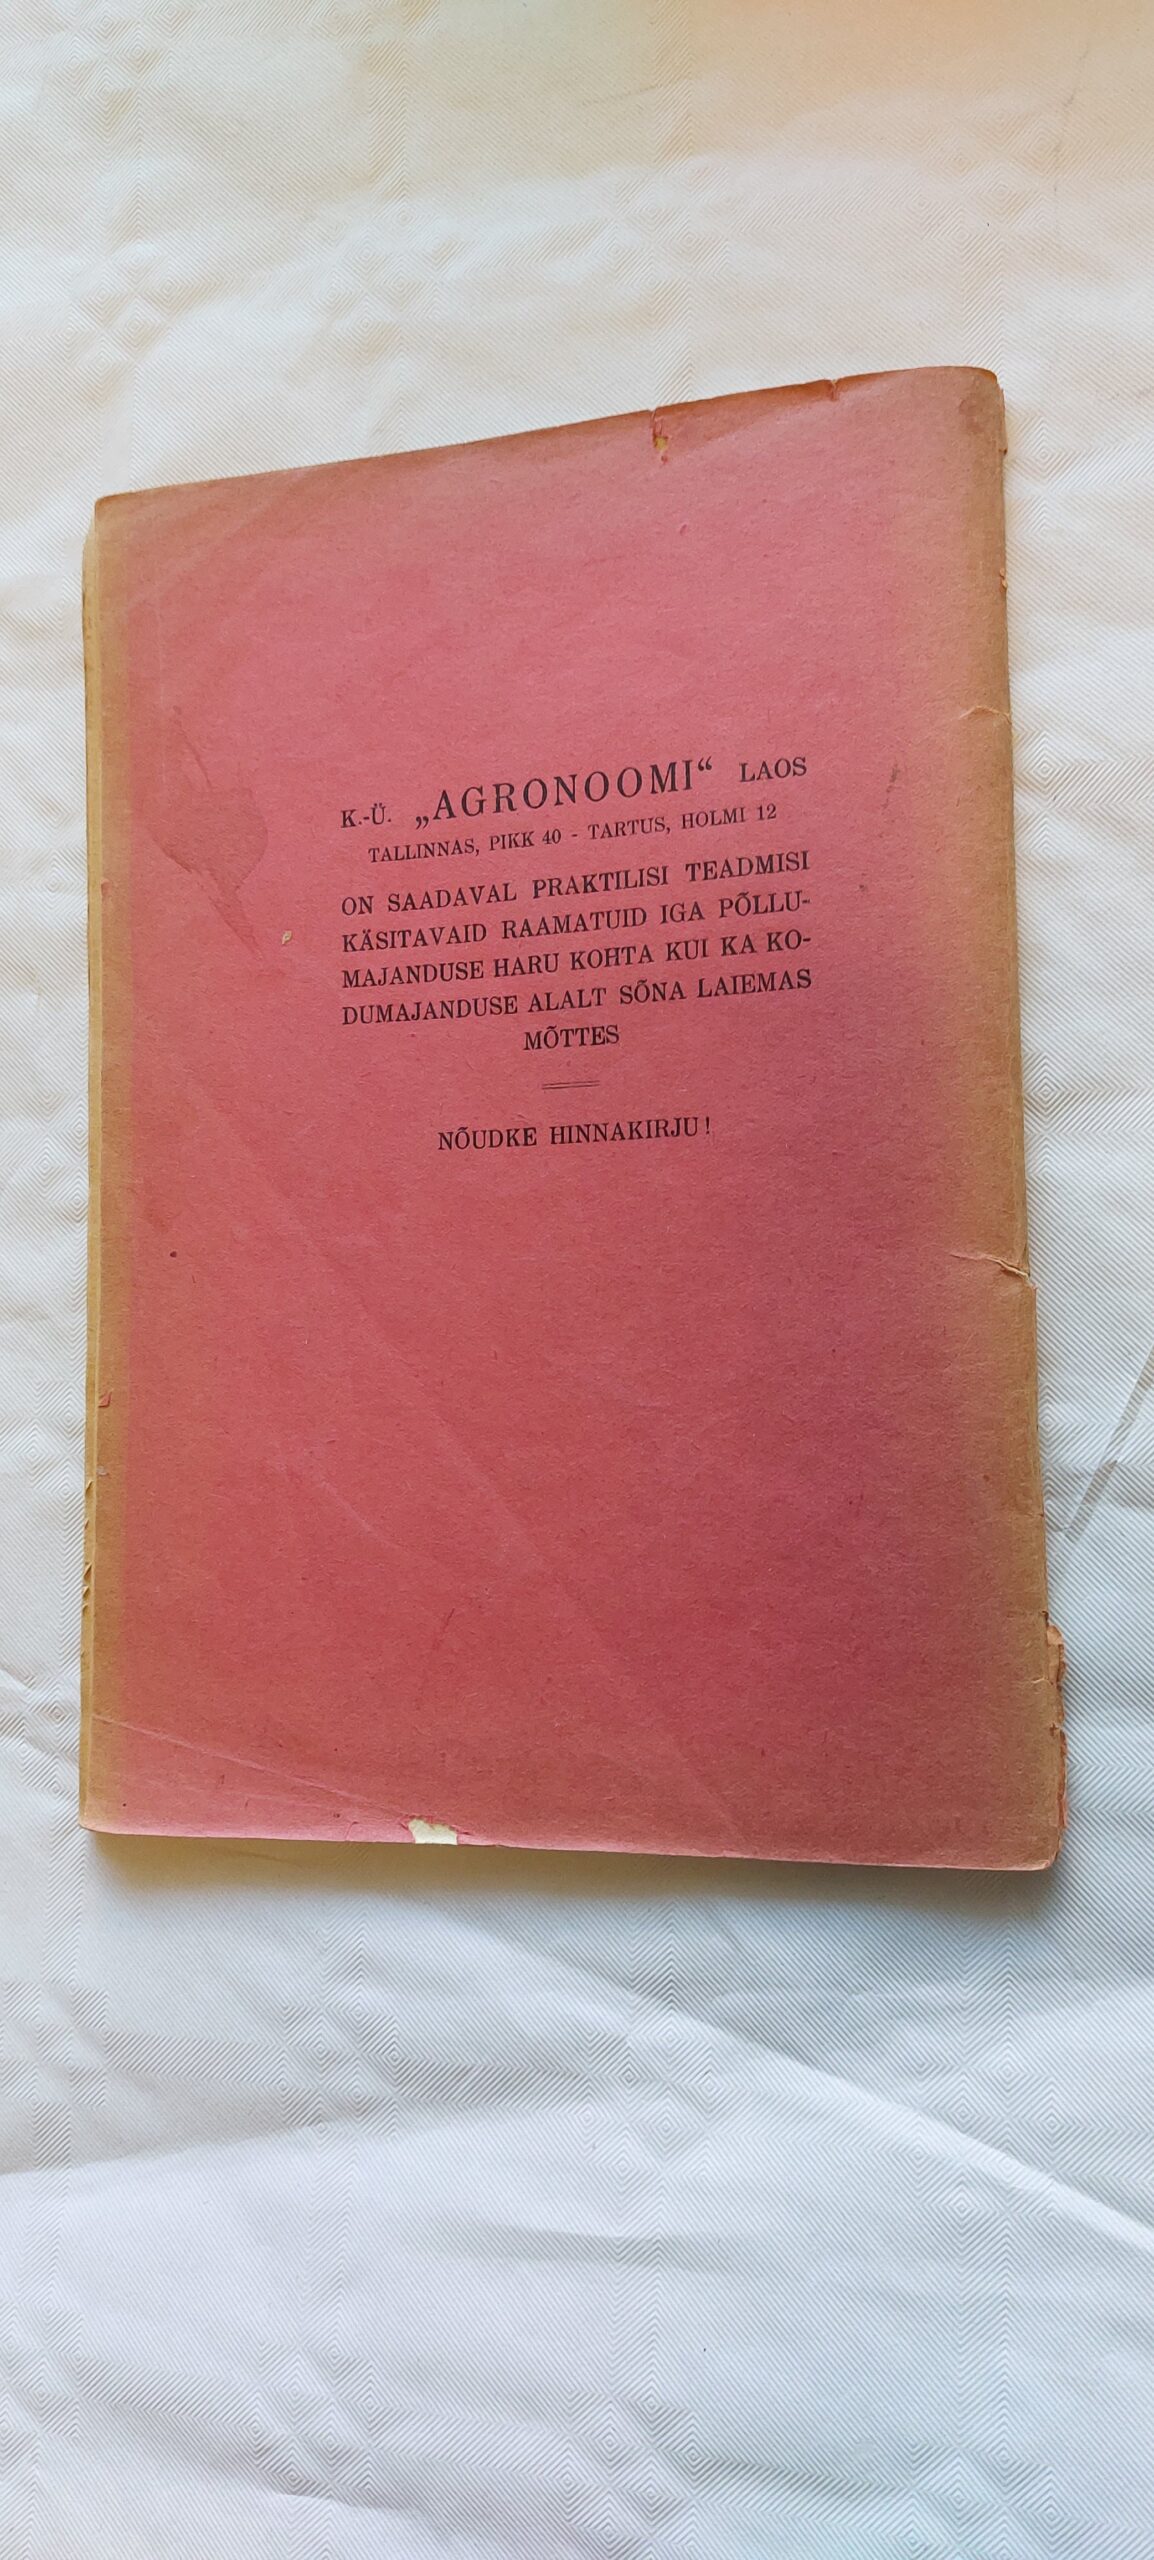 K.-Ü. „AGRONOOMI“ LAOS
TALLINNAS, PIKK 40 - TARTUS, HOLMI 12
ON SAADAVAL PRAKTILISI TEADMISI
KÄSITAVAID RAAMATUID IGA PÕLLU-
MAJANDUSE HARU KOHTA KUI KA KO-
DUMAJANDUSE ALALT SÕNA LAIEMAS
MÕTTES
NÕUDKE HINNAKIRJU!